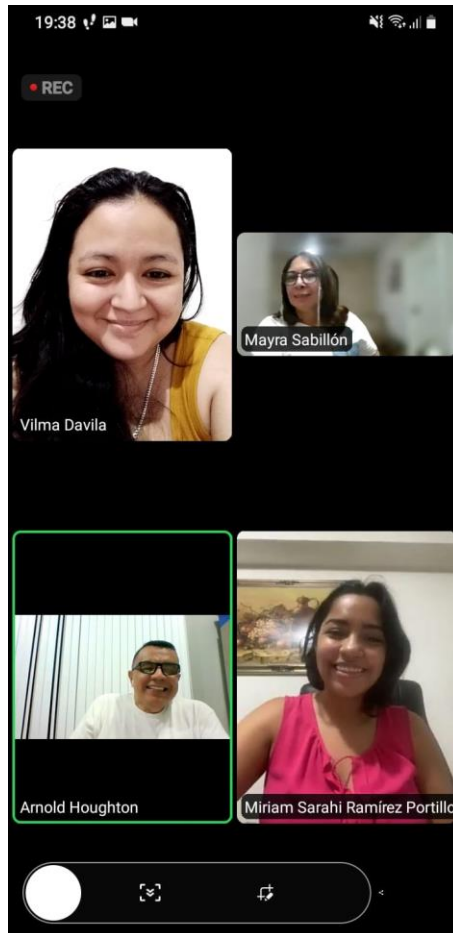 19:38
REC
Vilma Davila
Mayra Sabillón
Arnold Houghton
Miriam Sarahi Ramírez Portillo